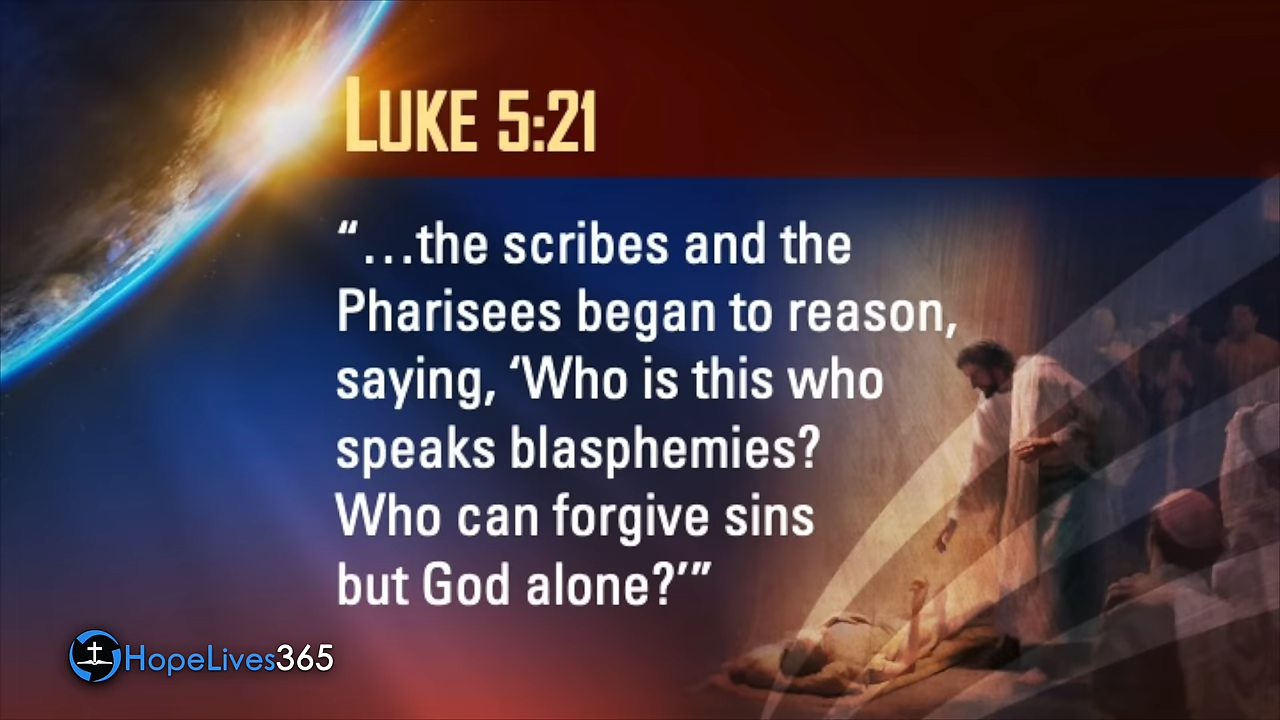 LUKE 5:21
“…the scribes and the
Pharisees began to reason,
saying, ‘Who is this who
speaks blasphemies?
Who can forgive sins
but God alone?’”
HopeLives365